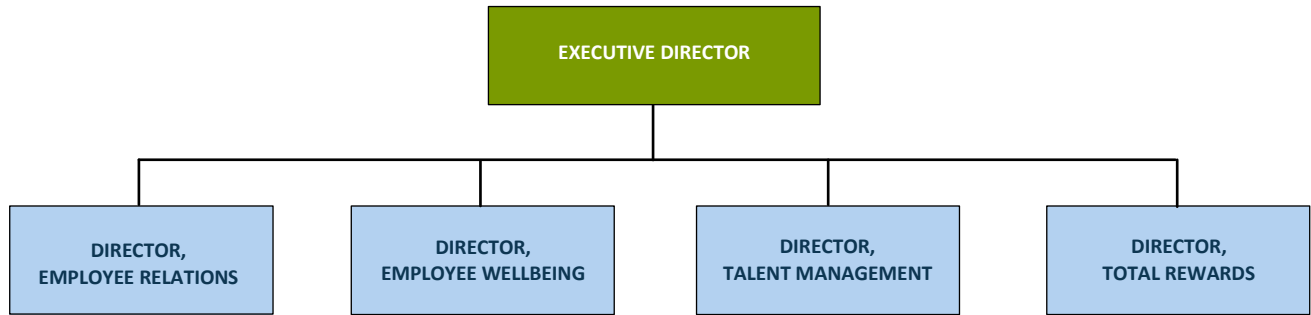 EXECUTIVE DIRECTOR
DIRECTOR,
EMPLOYEE RELATIONS
DIRECTOR,
EMPLOYEE WELLBEING
DIRECTOR,
TALENT MANAGEMENT
DIRECTOR,
TOTAL REWARDS